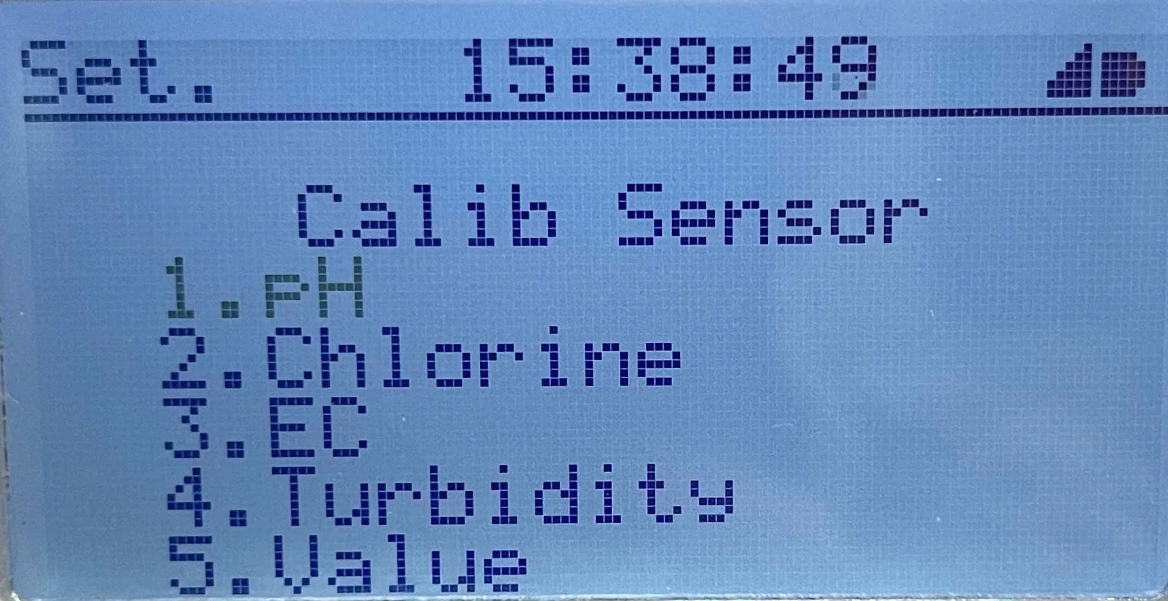 Set. 15:38:49
Calib Sensor
1.pH
2.Chlorine
3.EC
4.Turbidity
5.Value